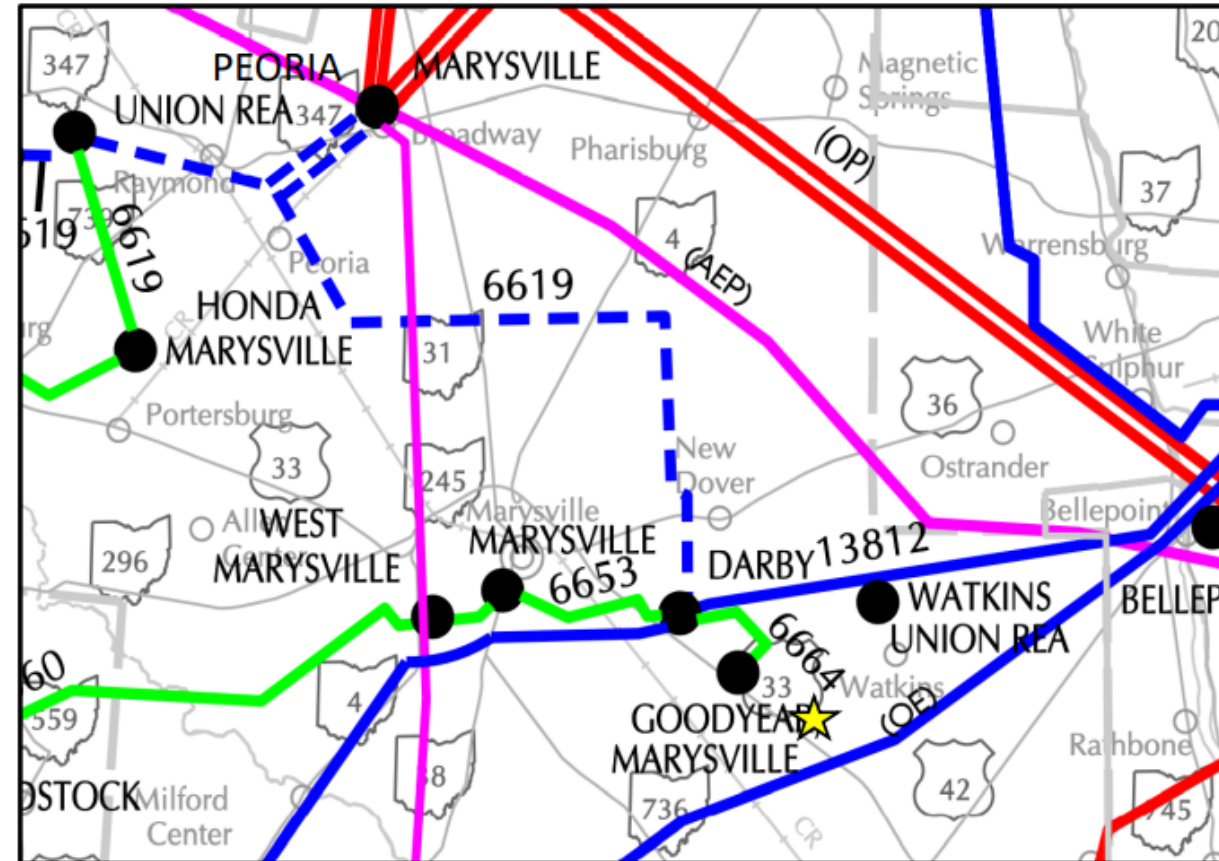 CR
20
347
PEORIA
MARYSVILLE
Magnetic
Springs
UNION REA
347
Broadway
Pharisburg
(OP)
Raymond
37
739
519
6619
4
Warrensburg
Peoria
(AEP)
6619
HONDA
MARYSVILLE
CR
31
White
Sulphur
36
Portersburg
33
245
New
Dover
Ostrander
WEST
MARYSVILLE
Marysville
MARYSVILLE
Bellepoint
296
6653
DARBY
13812
WATKINS
UNION REA
BELLEP
60
6664
559
4
33
Watkins
GOODYEAR
MARYSVILLE
(OE)
Rathbone
38
42
OSTOCK
Milford
Center
736
745
CR